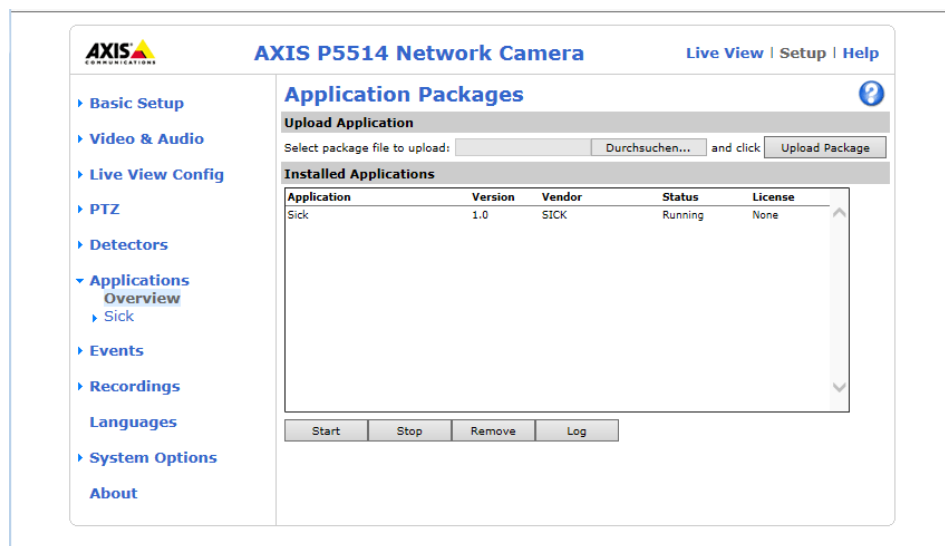 AXIS
COMMUNICATIONS
AXIS P5514 Network Camera
Live View | Setup | Help
Basic Setup
Video & Audio
Live View Config
PTZ
Detectors
Applications
Overview
Sick
Events
Recordings
Languages
System Options
About
Application Packages
?
Upload Application
Select package file to upload: Durchsuchen... and click Upload Package
Installed Applications
Application Version Vendor Status License
Sick 1.0 SICK Running None
Start Stop Remove Log